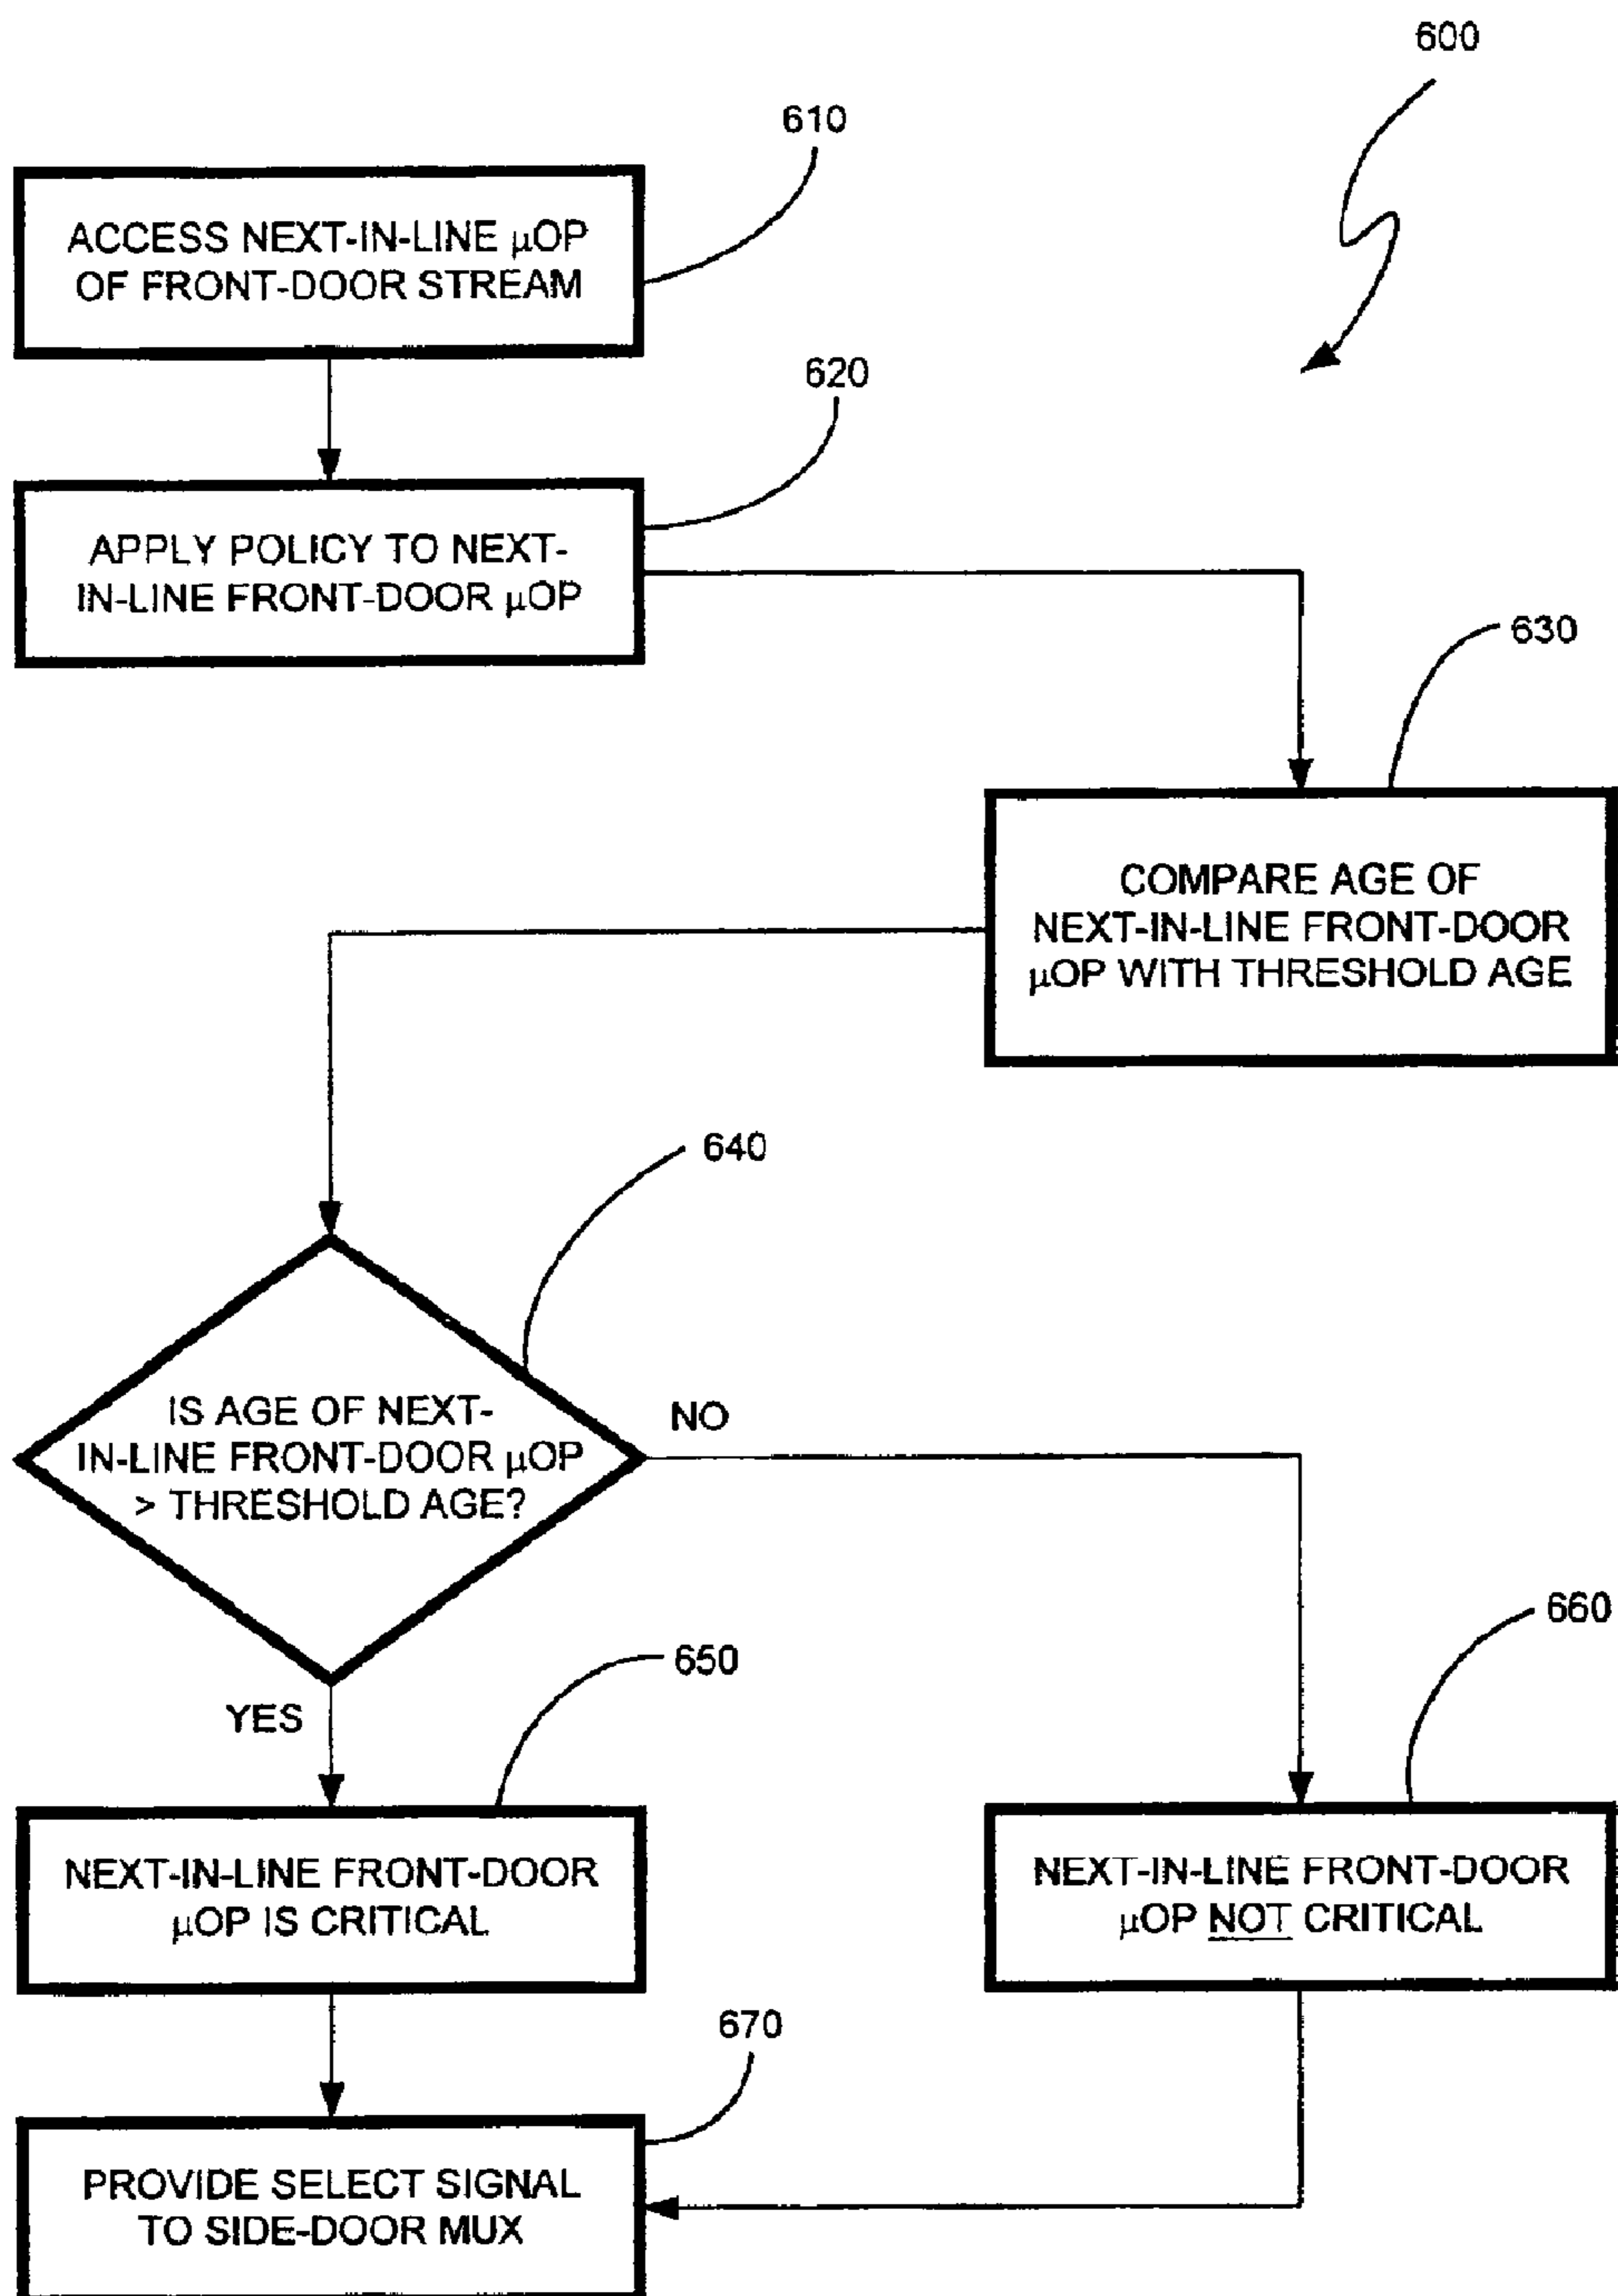 600
610
ACCESS NEXT-IN-LINE µOP
OF FRONT-DOOR STREAM
620
APPLY POLICY TO NEXT-
IN-LINE FRONT-DOOR µOP
630
COMPARE AGE OF
NEXT-IN-LINE FRONT-DOOR
µOP WITH THRESHOLD AGE
640
IS AGE OF NEXT-
IN-LINE FRONT-DOOR µOP
> THRESHOLD AGE?
NO
YES
650
NEXT-IN-LINE FRONT-DOOR
µOP IS CRITICAL
660
NEXT-IN-LINE FRONT-DOOR
µOP NOT CRITICAL
670
PROVIDE SELECT SIGNAL
TO SIDE-DOOR MUX